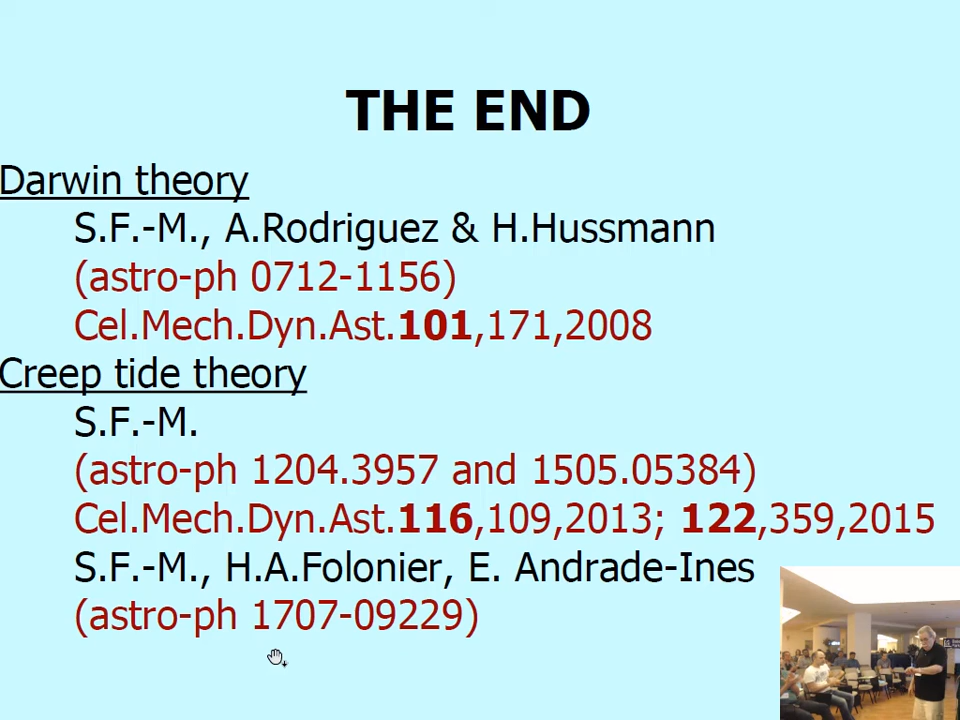 THE END
Darwin theory
S.F.-M., A.Rodriguez & H.Hussmann
(astro-ph 0712-1156)
Cel.Mech.Dyn.Ast.101,171,2008
Creep tide theory
S.F.-M.
(astro-ph 1204.3957 and 1505.05384)
Cel.Mech.Dyn.Ast.116,109,2013; 122,359,2015
S.F.-M., H.A.Folonier, E. Andrade-Ines
(astro-ph 1707-09229)